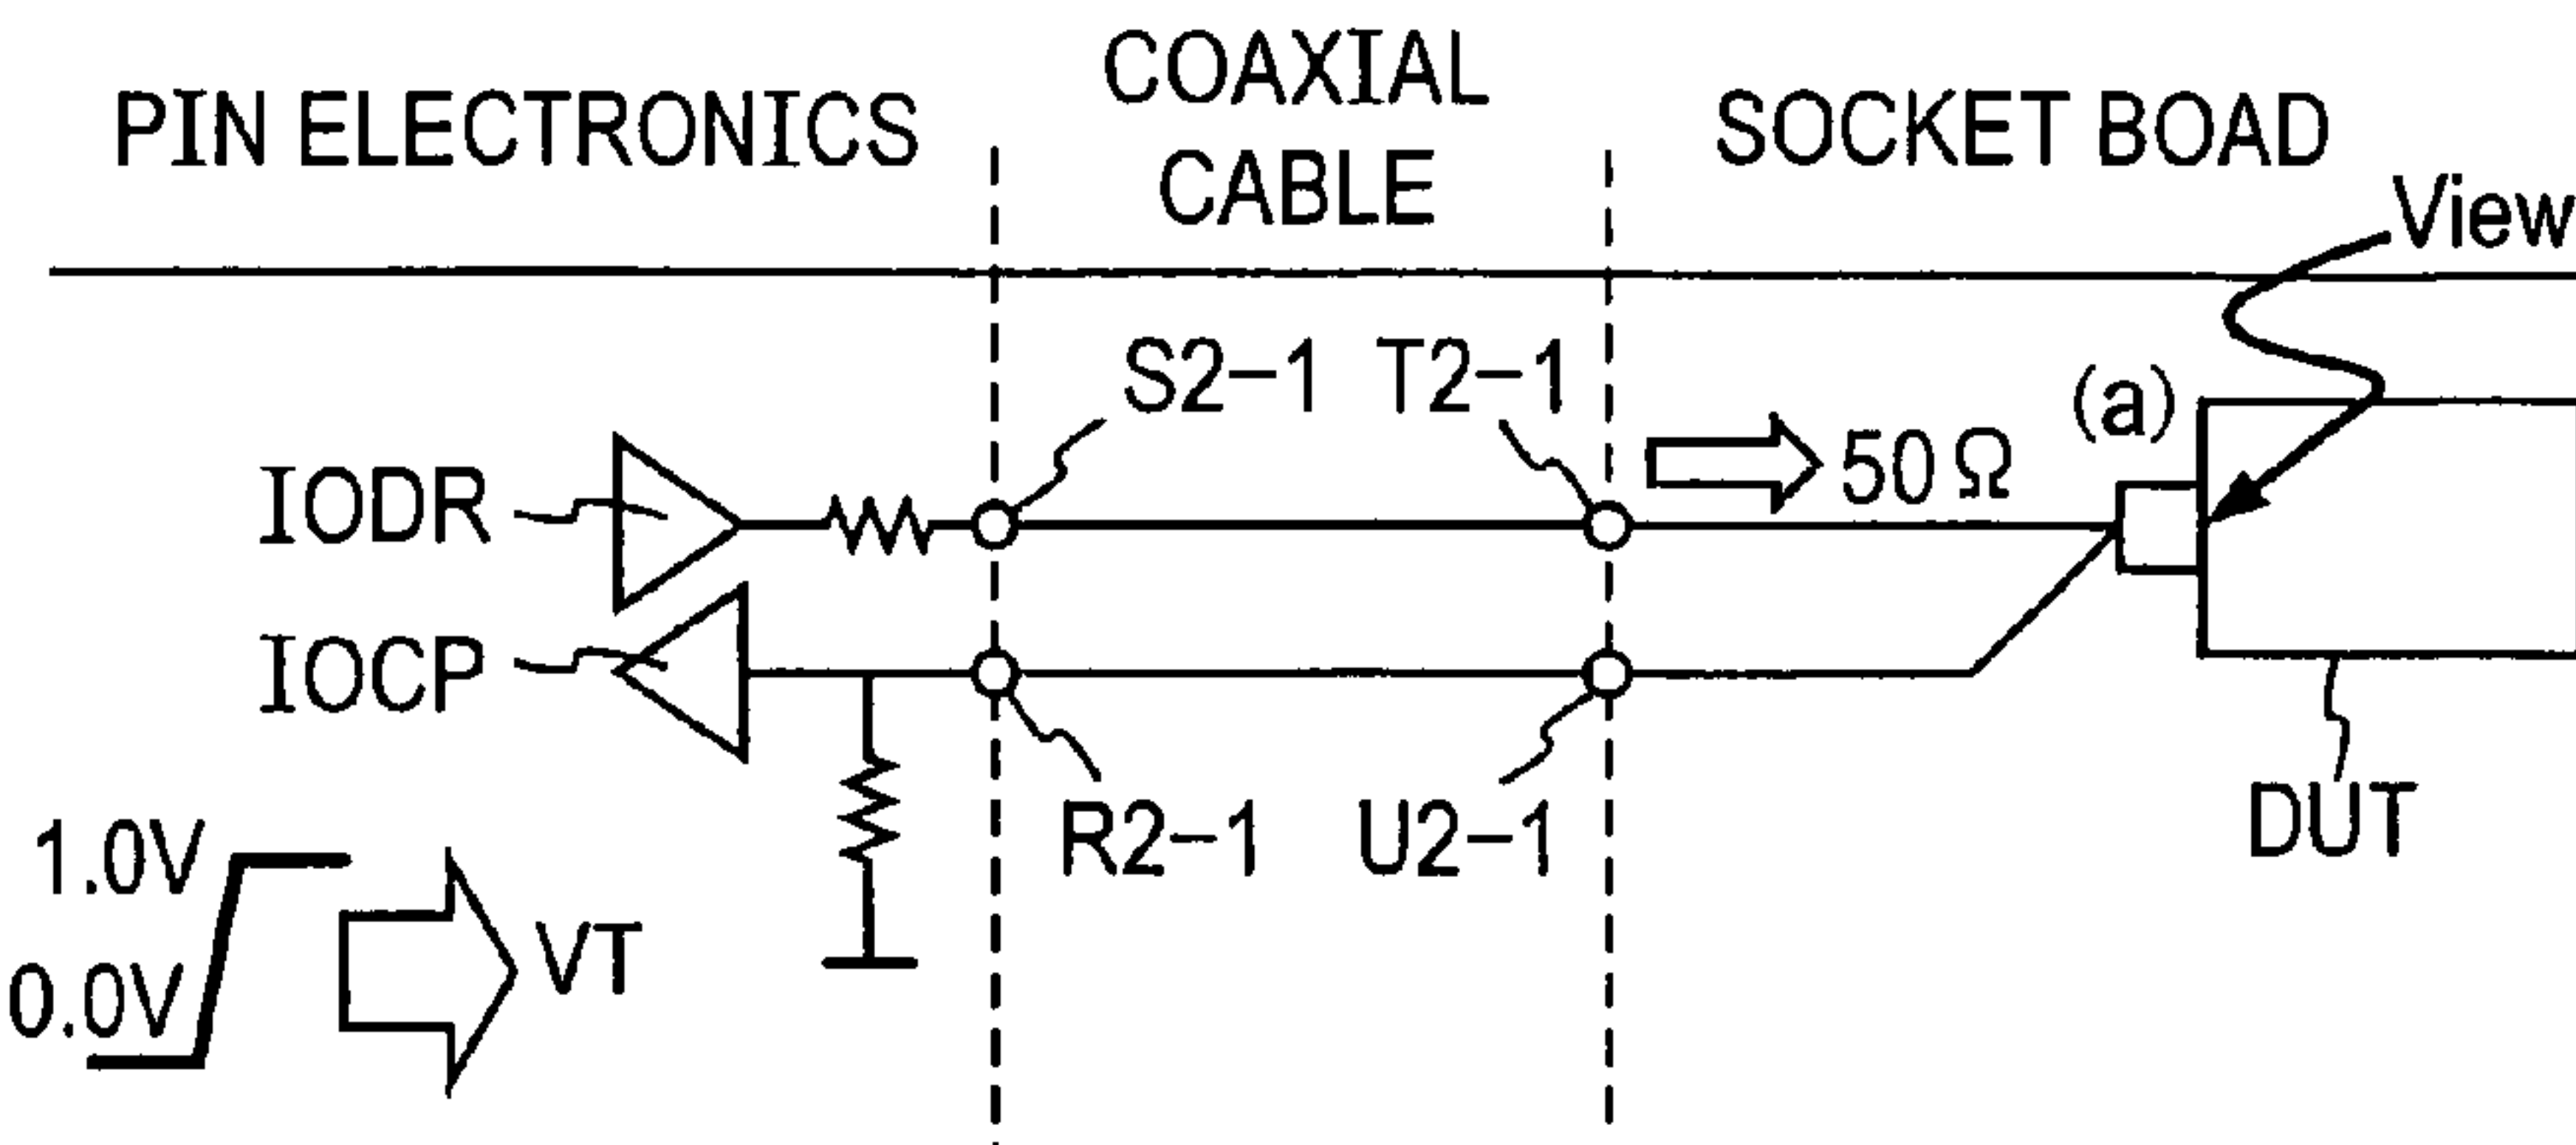 PIN ELECTRONICS
COAXIAL
CABLE
SOCKET BOAD
View
S2-1
T2-1
50Ω
(a)
IODR
IOCP
R2-1
U2-1
DUT
1.0V
0.0V
VT